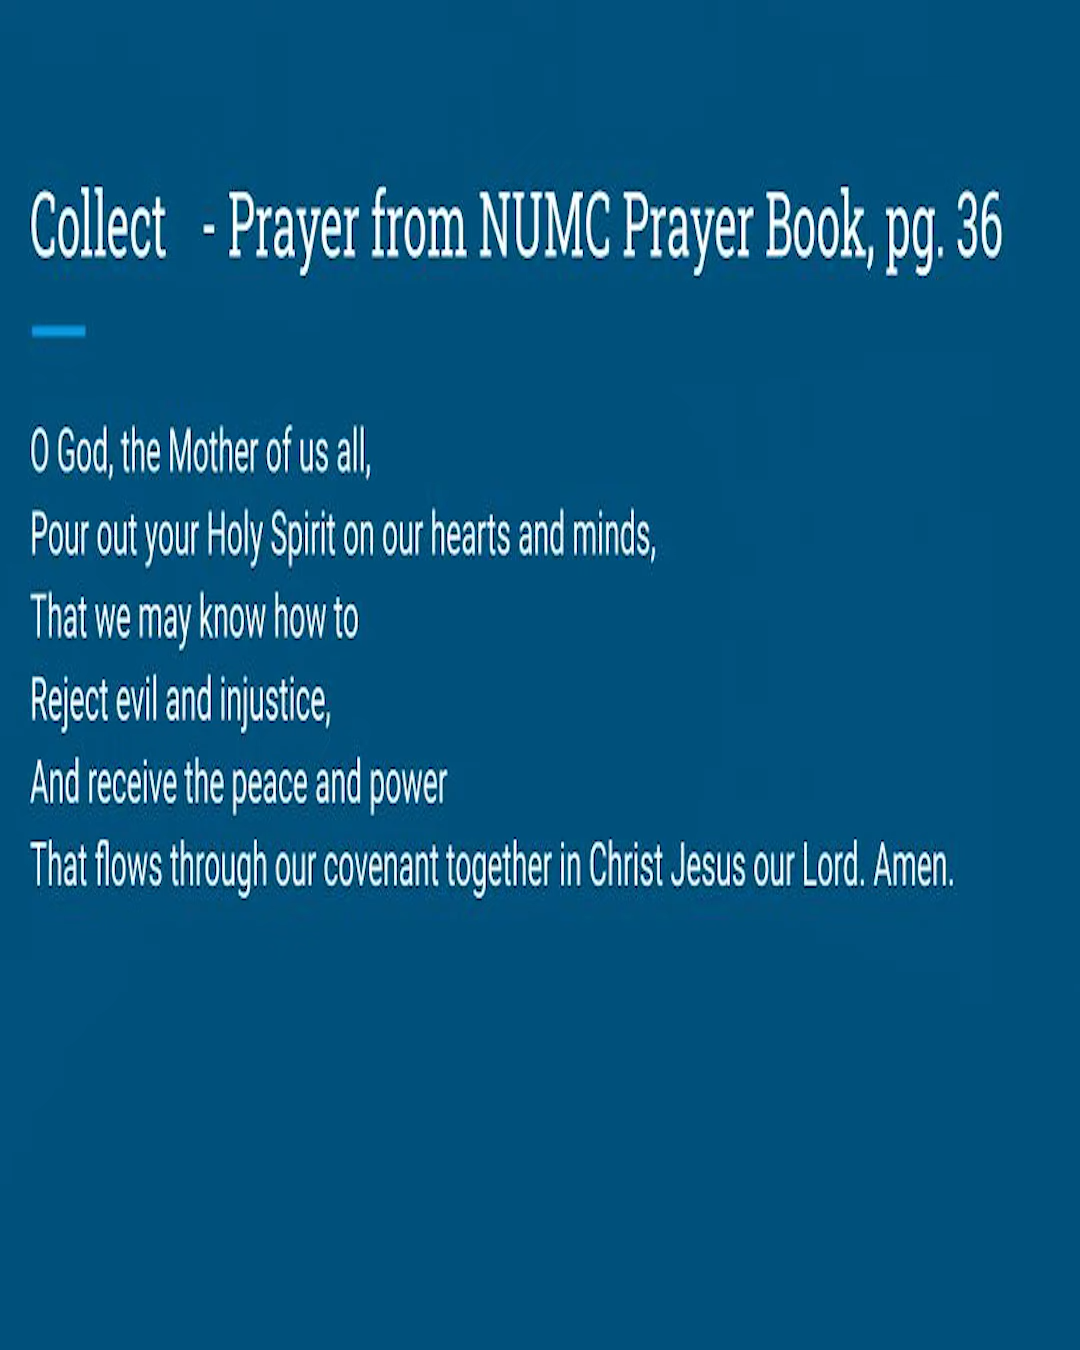 Collect - Prayer from NUMC Prayer Book, pg. 36
O God, the Mother of us all,
Pour out your Holy Spirit on our hearts and minds,
That we may know how to
Reject evil and injustice,
And receive the peace and power
That flows through our covenant together in Christ Jesus our Lord. Amen.